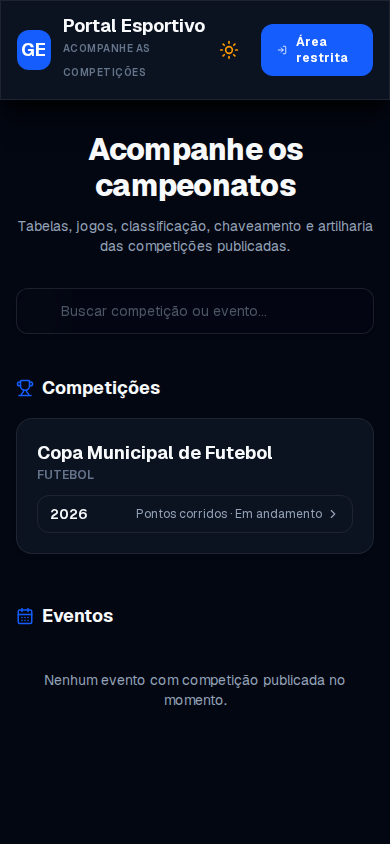 GE
Portal Esportivo
ACOMPANHE AS
COMPETIÇÕES
Área
restrita
Acompanhe os
campeonatos
Tabelas, jogos, classificação, chaveamento e artilharia
das competições publicadas.
Buscar competição ou evento...
Competições
Copa Municipal de Futebol
FUTEBOL
2026 Pontos corridos · Em andamento
Eventos
Nenhum evento com competição publicada no
momento.